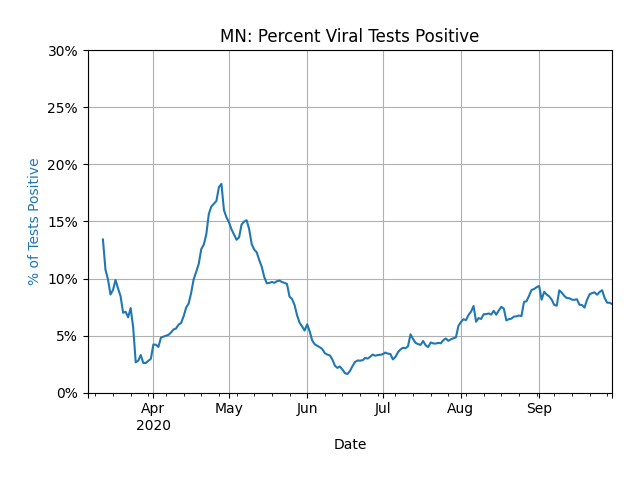 MN: Percent Viral Tests Positive
30%
25%
20%
15%
10%
5%
0%
% of Tests Positive
Apr May Jun Jul Aug Sep
2020
Date